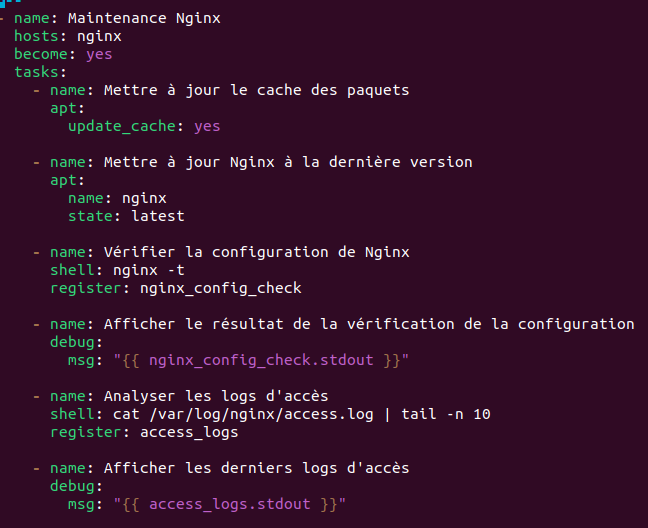 ---
- name: Maintenance Nginx
  hosts: nginx
  become: yes
  tasks:
    - name: Mettre à jour le cache des paquets
      apt:
        update_cache: yes

    - name: Mettre à jour Nginx à la dernière version
      apt:
        name: nginx
        state: latest

    - name: Vérifier la configuration de Nginx
      shell: nginx -t
      register: nginx_config_check

    - name: Afficher le résultat de la vérification de la configuration
      debug:
        msg: "{{ nginx_config_check.stdout }}"

    - name: Analyser les logs d'accès
      shell: cat /var/log/nginx/access.log | tail -n 10
      register: access_logs

    - name: Afficher les derniers logs d'accès
      debug:
        msg: "{{ access_logs.stdout }}"